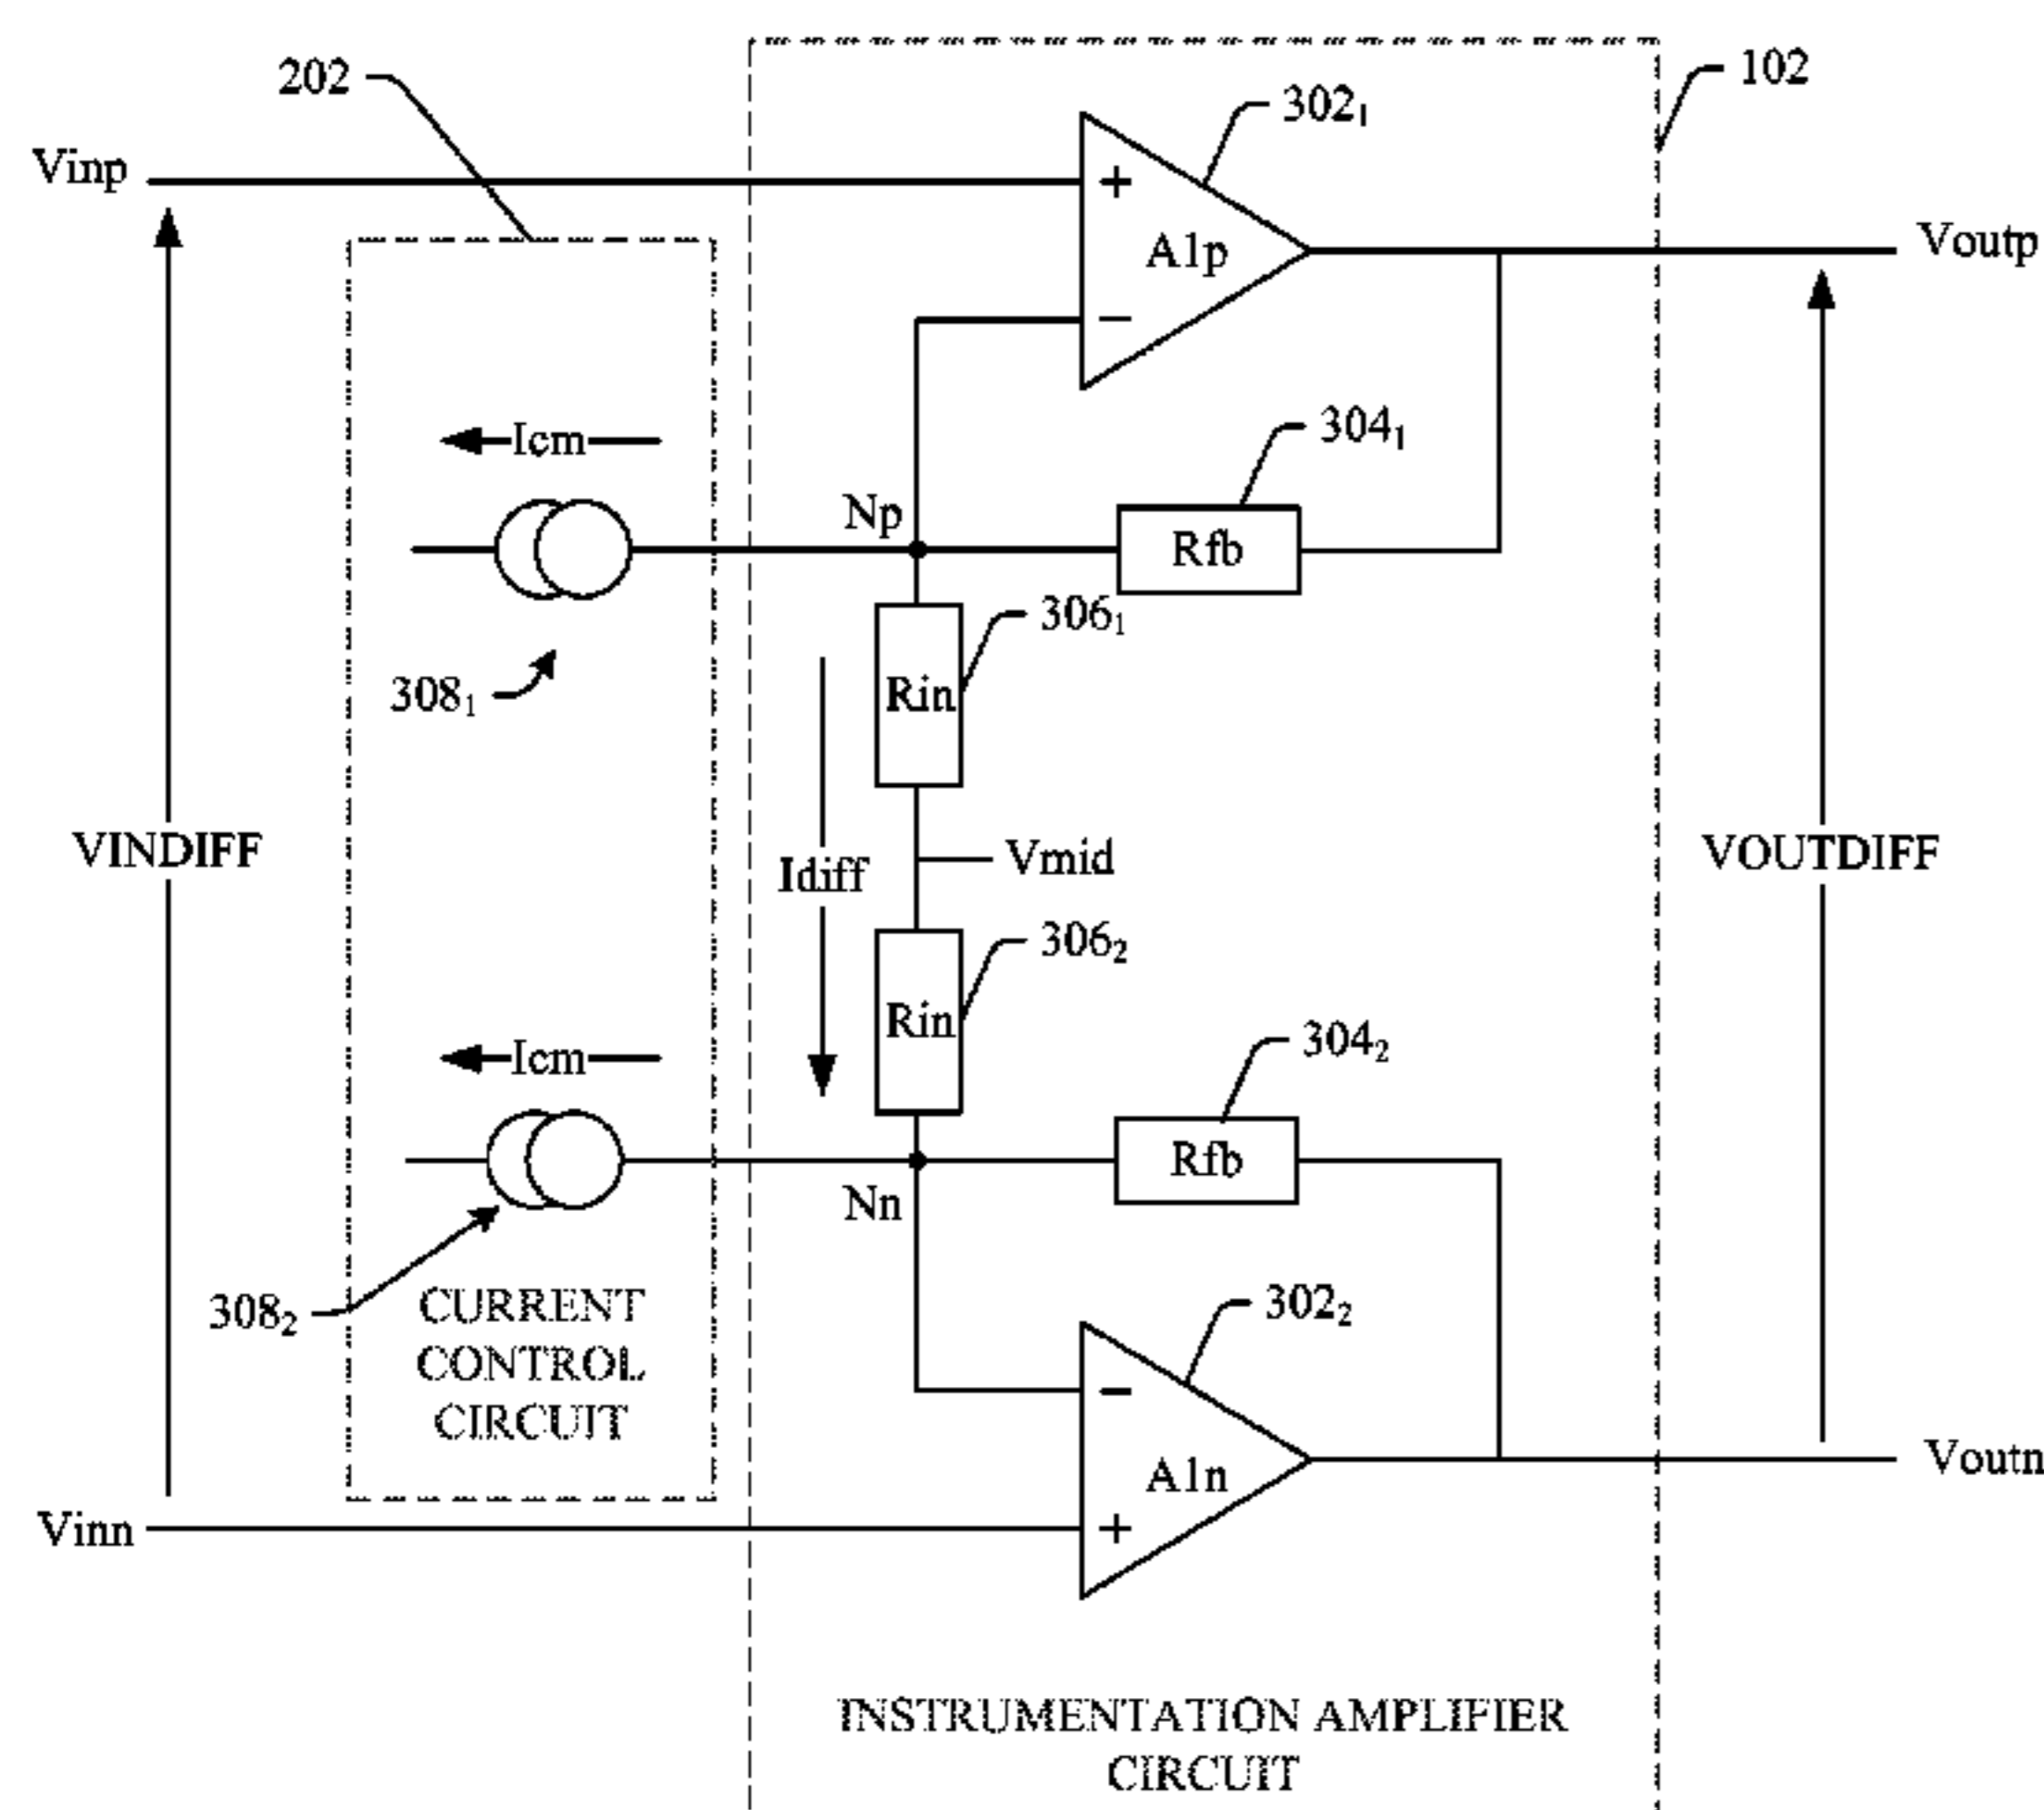 202
102
302₁
Vinp
+
A1p
−
Voutp
Icm
304₁
Np
Rfb
306₁
308₁
Rin
VINDIFF
Vmid
Idiff
VOUTDIFF
306₂
Rin
Icm
304₂
Rfb
Nn
308₂
CURRENT
CONTROL
CIRCUIT
302₂
−
A1n
+
Voutn
Vinn
INSTRUMENTATION AMPLIFIER
CIRCUIT